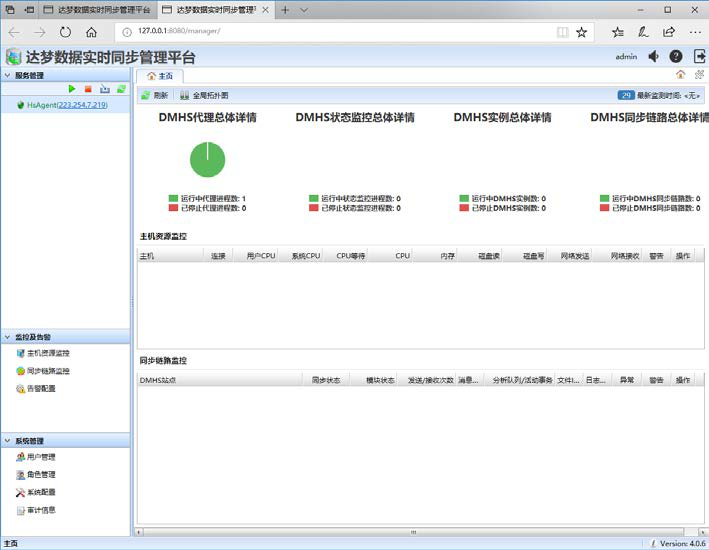 达梦数据实时同步管理平台
达梦数据实时同步管理平
127.0.0.1:8080/manager/
达梦数据实时同步管理平台
admin
服务管理
主页
刷新
全局拓扑图
29 最新监测时间: <无>
HsAgent(223.254.7.219)
DMHS代理总体详情
DMHS状态监控总体详情
DMHS实例总体详情
DMHS同步链路总体详情
运行中代理进程数: 1
已停止代理进程数: 0
运行中状态监控进程数: 0
已停止状态监控进程数: 0
运行中DMHS实例数: 0
已停止DMHS实例数: 0
运行中DMHS同步链路数: 0
已停止DMHS同步链路数: 0
主机资源监控
主机 连接 用户CPU 系统CPU CPU等待 CPU 内存 磁盘读 磁盘写 网络发送 网络接收 警告 操作
监控及告警
主机资源监控
同步链路监控
告警配置
同步链路监控
DMHS站点 同步状态 模块状态 发送/接收次数 消息... 分析队列/活动事务 文件I... 日志... 异常 警告 操作
系统管理
用户管理
角色管理
系统配置
审计信息
主页
Version: 4.0.6